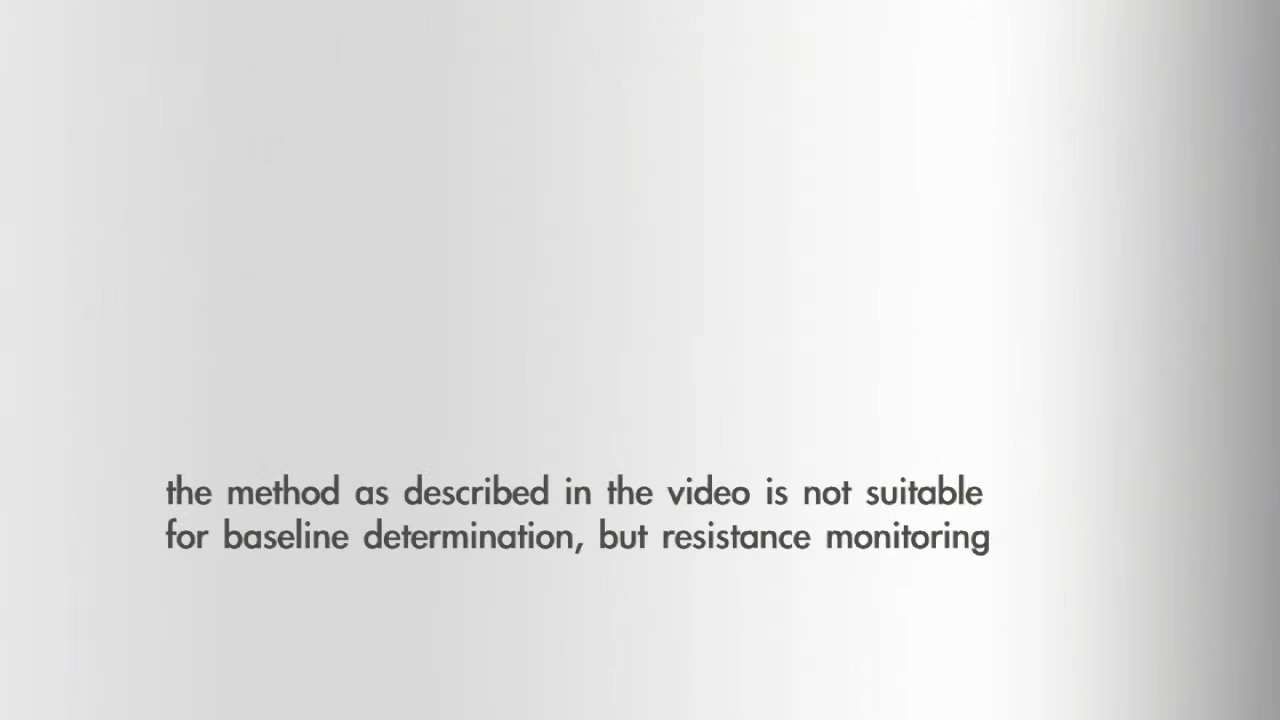 the method as described in the video is not suitable
for baseline determination, but resistance monitoring